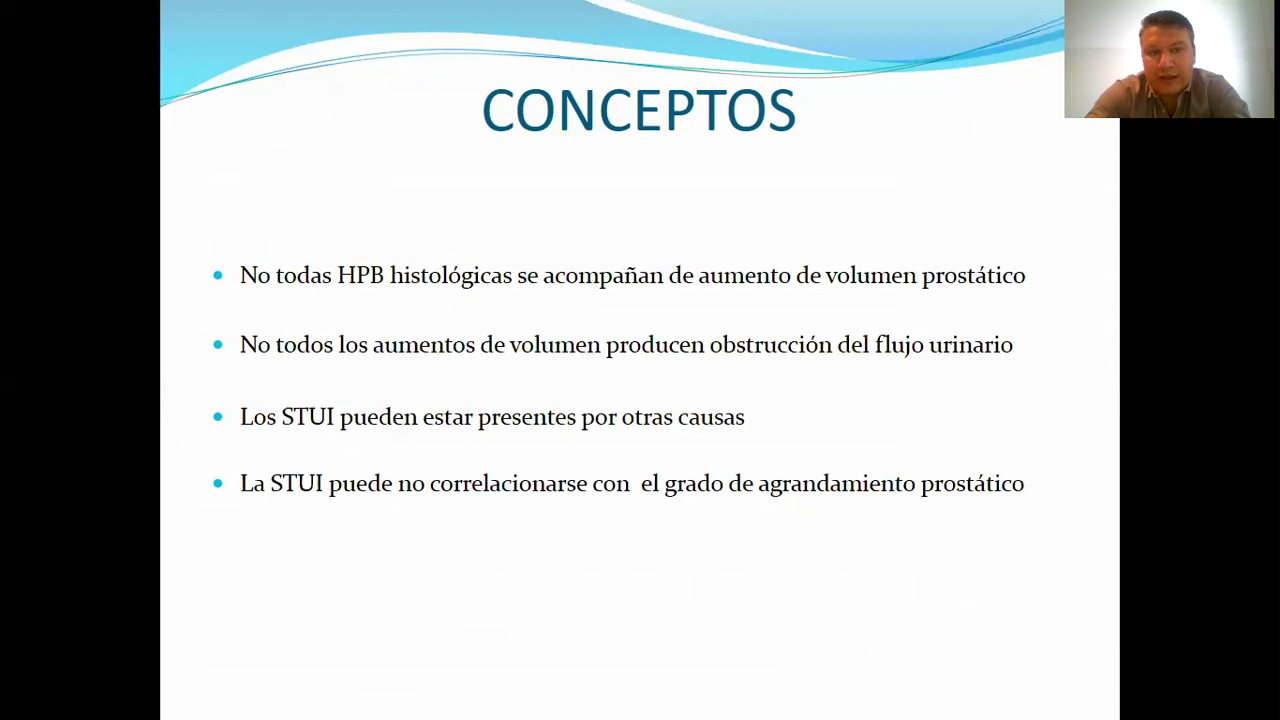 CONCEPTOS
No todas HPB histológicas se acompañan de aumento de volumen prostático
No todos los aumentos de volumen producen obstrucción del flujo urinario
Los STUI pueden estar presentes por otras causas
La STUI puede no correlacionarse con el grado de agrandamiento prostático